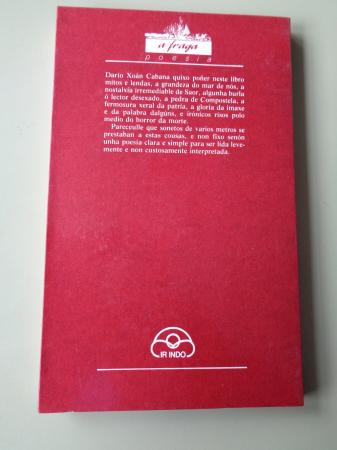 a fraga
poesía
Darío Xoán Cabana quixo poñer neste libro
mitos e lendas, a grandeza do mar de nós, a
nostalxia irremediable de Suor, algunha burla
ó lector desexado, a pedra de Compostela, a
fermosura xeral da patria, a gloria da imaxe
e da palabra dalgúns, e irónicos risos polo
medio do horror da morte.
Pareceulle que sonetos de varios metros se
prestaban a estas cousas, e non fixo senón
unha poesía clara e simple para ser lida leve-
mente e non custosamente interpretada.
IR INDO